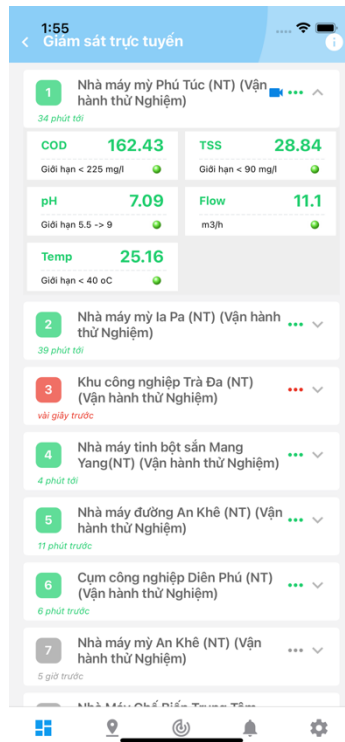 1:55
Giám sát trực tuyến
1
Nhà máy mỳ Phú Túc (NT) (Vận
hành thử Nghiệm)
34 phút tới
COD 162.43
Giới hạn < 225 mg/l
TSS 28.84
Giới hạn < 90 mg/l
pH 7.09
Giới hạn 5.5 -> 9
Flow 11.1
m3/h
Temp 25.16
Giới hạn < 40 oC
2
Nhà máy mỳ Ia Pa (NT) (Vận hành
thử Nghiệm)
39 phút tới
3
Khu công nghiệp Trà Đa (NT)
(Vận hành thử Nghiệm)
vài giây trước
4
Nhà máy tinh bột sắn Mang
Yang(NT) (Vận hành thử Nghiệm)
4 phút tới
5
Nhà máy đường An Khê (NT) (Vận
hành thử Nghiệm)
11 phút trước
6
Cụm công nghiệp Diên Phú (NT)
(Vận hành thử Nghiệm)
6 phút trước
7
Nhà máy mỳ An Khê (NT) (Vận
hành thử Nghiệm)
5 giờ trước
Nhà Máy Chế Biến Trung Tâm